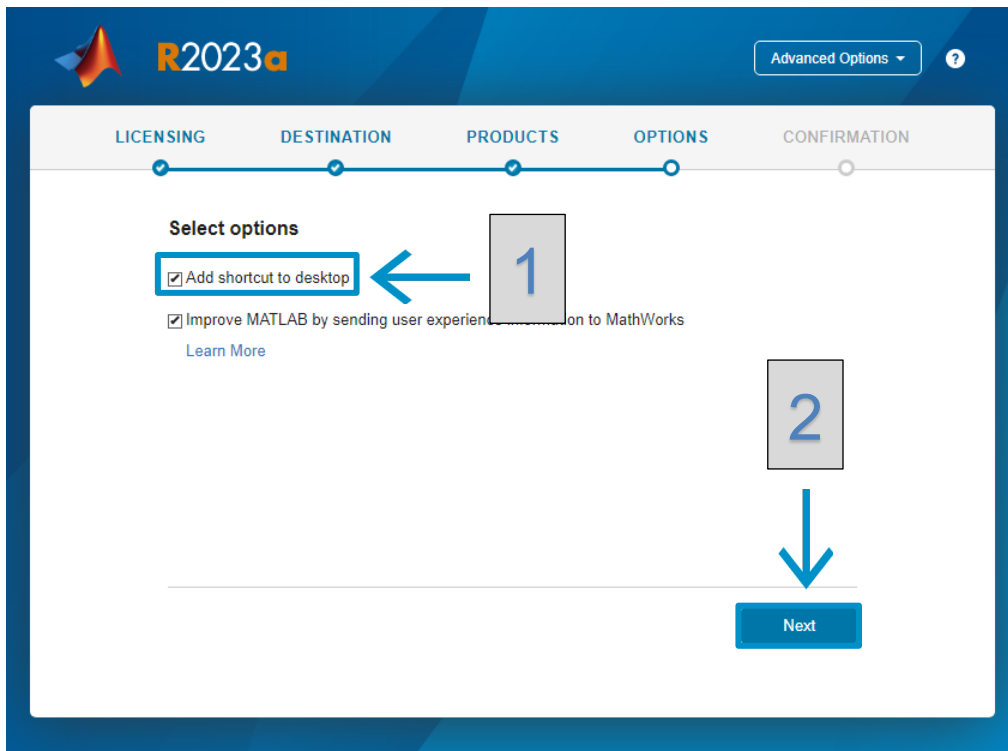 R2023a
Advanced Options
?
LICENSING DESTINATION PRODUCTS OPTIONS CONFIRMATION
Select options
Add shortcut to desktop
1
Improve MATLAB by sending user to MathWorks
Learn More
2
Next